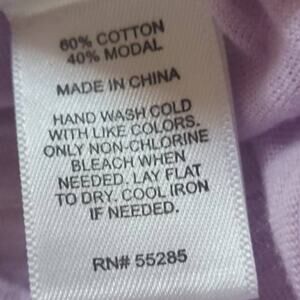 60% COTTON
40% MODAL
MADE IN CHINA
HAND WASH COLD
WITH LIKE COLORS.
ONLY NON-CHLORINE
BLEACH WHEN
NEEDED. LAY FLAT
TO DRY. COOL IRON
IF NEEDED.
RN# 55285